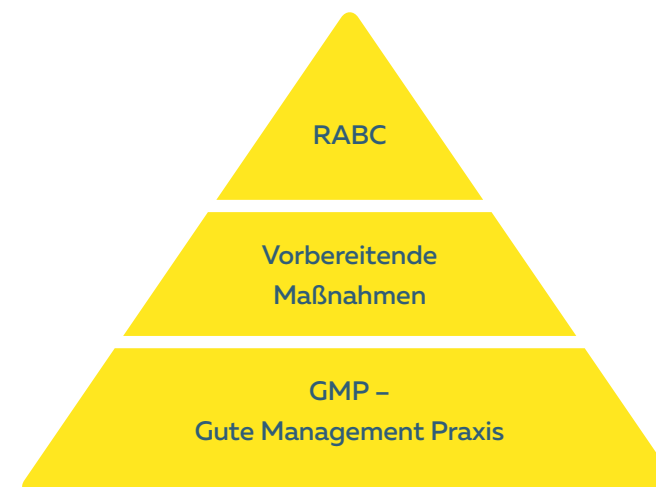 RABC
Vorbereitende
Maßnahmen
GMP –
Gute Management Praxis